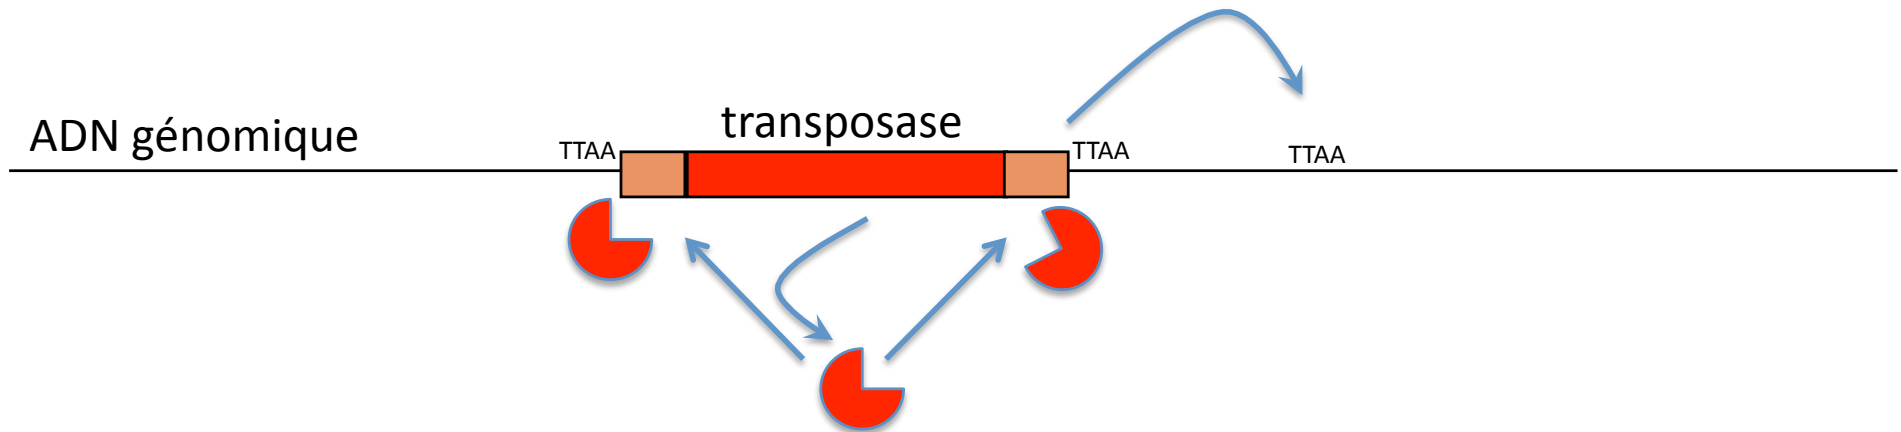 ADN génomique
transposase
TTAA
TTAA
TTAA